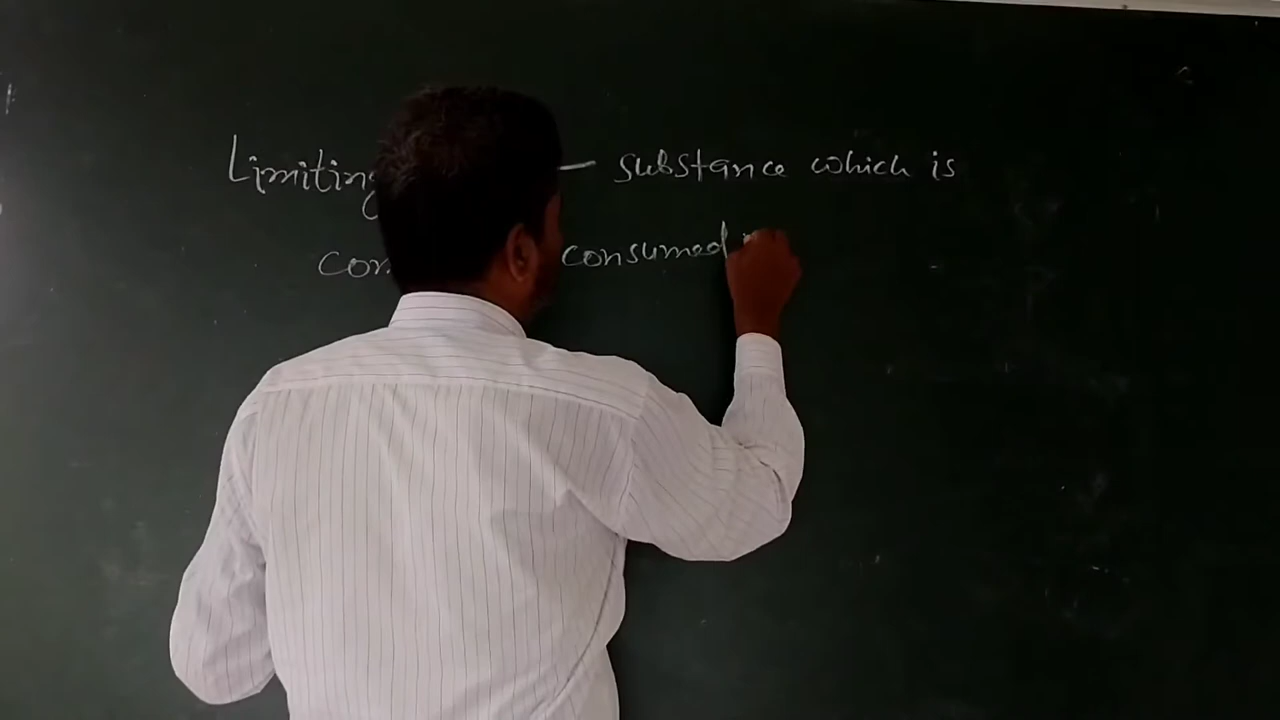 Limiting — substance which is
consumed